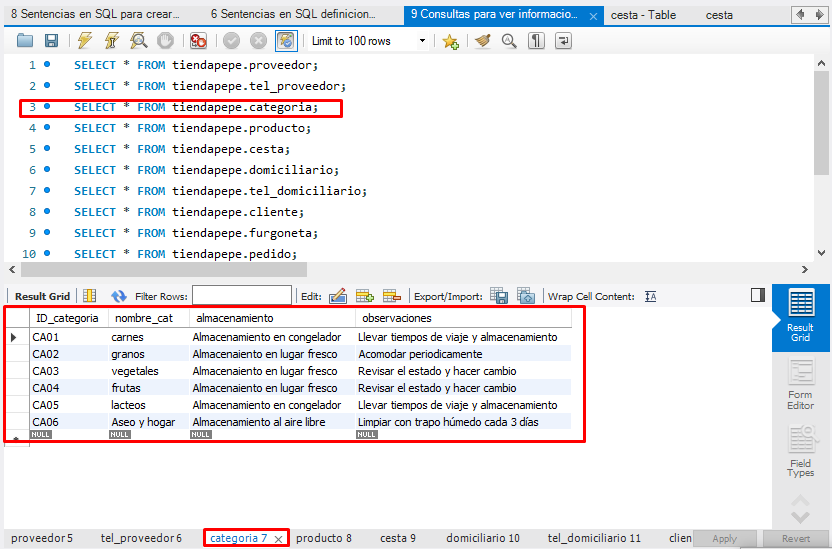 8 Sentencias en SQL para crear... 6 Sentencias en SQL definicion... 9 Consultas para ver informacio... cesta - Table cesta
Limit to 100 rows
1 SELECT * FROM tiendapepe.proveedor;
2 SELECT * FROM tiendapepe.tel_proveedor;
3 SELECT * FROM tiendapepe.categoria;
4 SELECT * FROM tiendapepe.producto;
5 SELECT * FROM tiendapepe.cesta;
6 SELECT * FROM tiendapepe.domiciliario;
7 SELECT * FROM tiendapepe.tel_domiciliario;
8 SELECT * FROM tiendapepe.cliente;
9 SELECT * FROM tiendapepe.furgoneta;
10 SELECT * FROM tiendapepe.pedido;
Result Grid Filter Rows: Edit: Export/Import: Wrap Cell Content:
ID_categoria nombre_cat almacenamiento observaciones
CA01 carnes Almacenamiento en congelador Llevar tiempos de viaje y almacenamiento
CA02 granos Almacenaiento en lugar fresco Acomodar periodicamente
CA03 vegetales Almacenaiento en lugar fresco Revisar el estado y hacer cambio
CA04 frutas Almacenaiento en lugar fresco Revisar el estado y hacer cambio
CA05 lacteos Almacenamiento en congelador Llevar tiempos de viaje y almacenamiento
CA06 Aseo y hogar Almacenamiento al aire libre Limpiar con trapo húmedo cada 3 días
NULL NULL NULL NULL
Result
Grid
Form
Editor
Field
Types
proveedor 5 tel_proveedor 6 categoria 7 producto 8 cesta 9 domiciliario 10 tel_domiciliario 11 clien Apply Revert